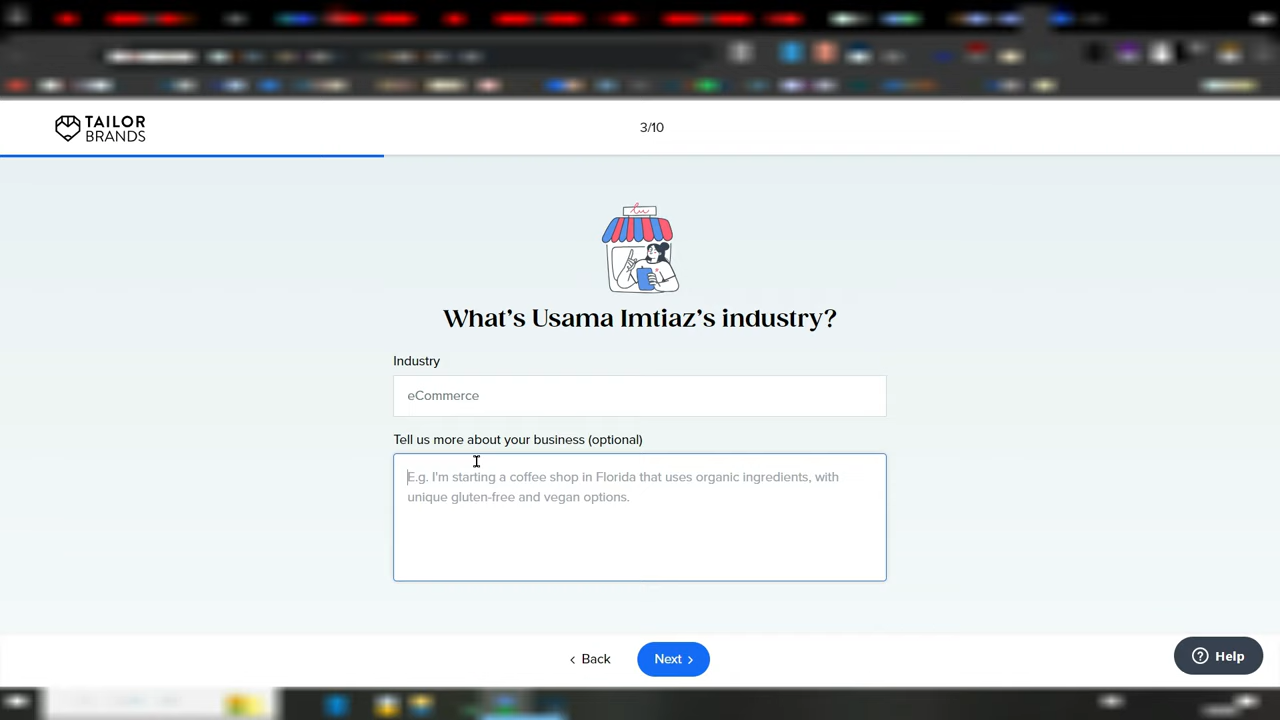 TAILOR
BRANDS
3/10
What's Usama Imtiaz's industry?
Industry
eCommerce
Tell us more about your business (optional)
E.g. I'm starting a coffee shop in Florida that uses organic ingredients, with
unique gluten-free and vegan options.
Back
Next
Help